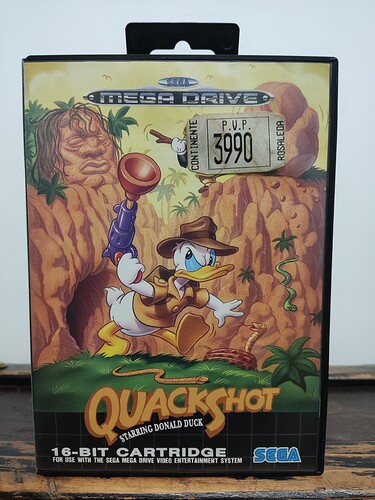 SEGA
MEGA DRIVE
CONTINENTE
P.V.P.
3990
ROSALEDA
QUACKSHOT
STARRING DONALD DUCK
16-BIT CARTRIDGE
FOR USE WITH THE SEGA MEGA DRIVE VIDEO ENTERTAINMENT SYSTEM
SEGA